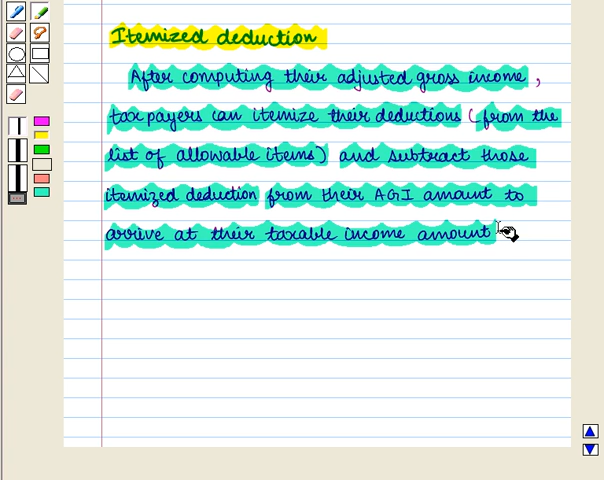 Itemized deduction
After computing their adjusted gross income,
tax payers can itemize their deductions (from the
list of allowable items) and subtract those
itemized deduction from their AGI amount to
arrive at their taxable income amount